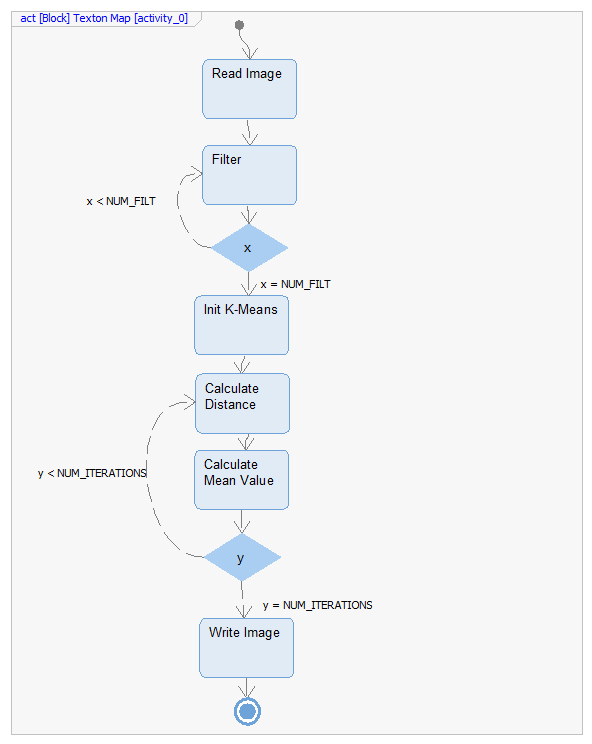 act [Block] Texton Map [activity_0]
Read Image
Filter
x < NUM_FILT
x
x = NUM_FILT
Init K-Means
Calculate
Distance
Calculate
Mean Value
y < NUM_ITERATIONS
y
y = NUM_ITERATIONS
Write Image